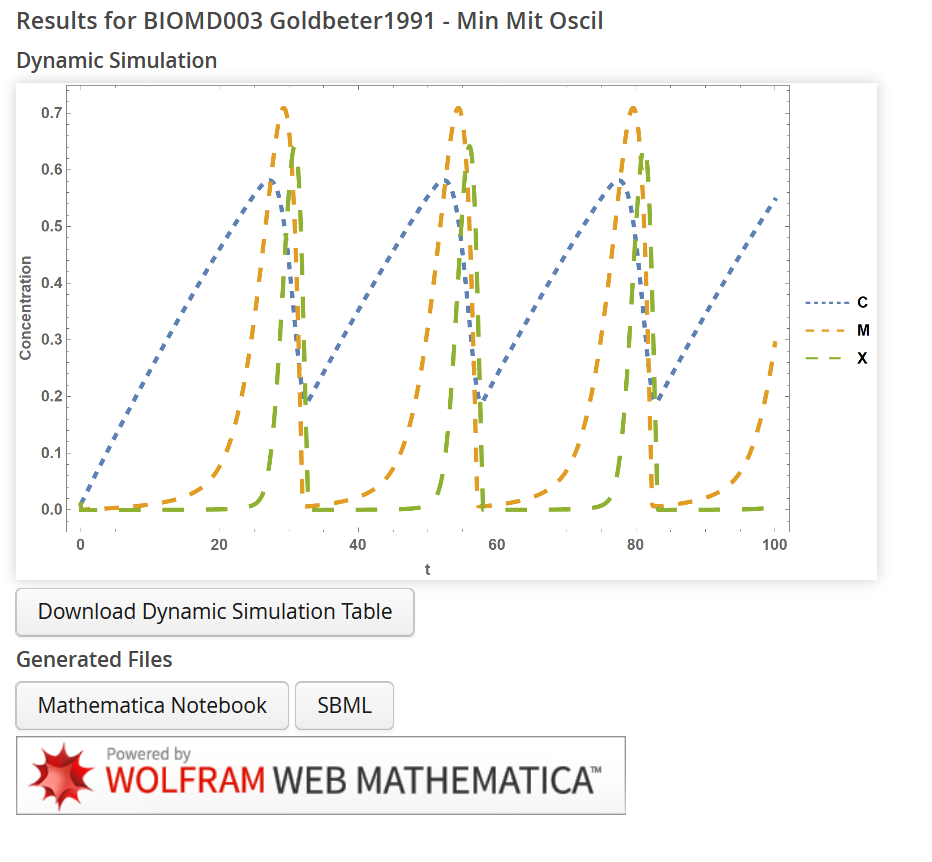 Results for BIOMD003 Goldbeter1991 - Min Mit Oscil
Dynamic Simulation
0.7
0.6
0.5
0.4
0.3
0.2
0.1
0.0
Concentration
0 20 40 60 80 100
t
C
M
X
Download Dynamic Simulation Table
Generated Files
Mathematica Notebook SBML
Powered by
WOLFRAM WEB MATHEMATICA™